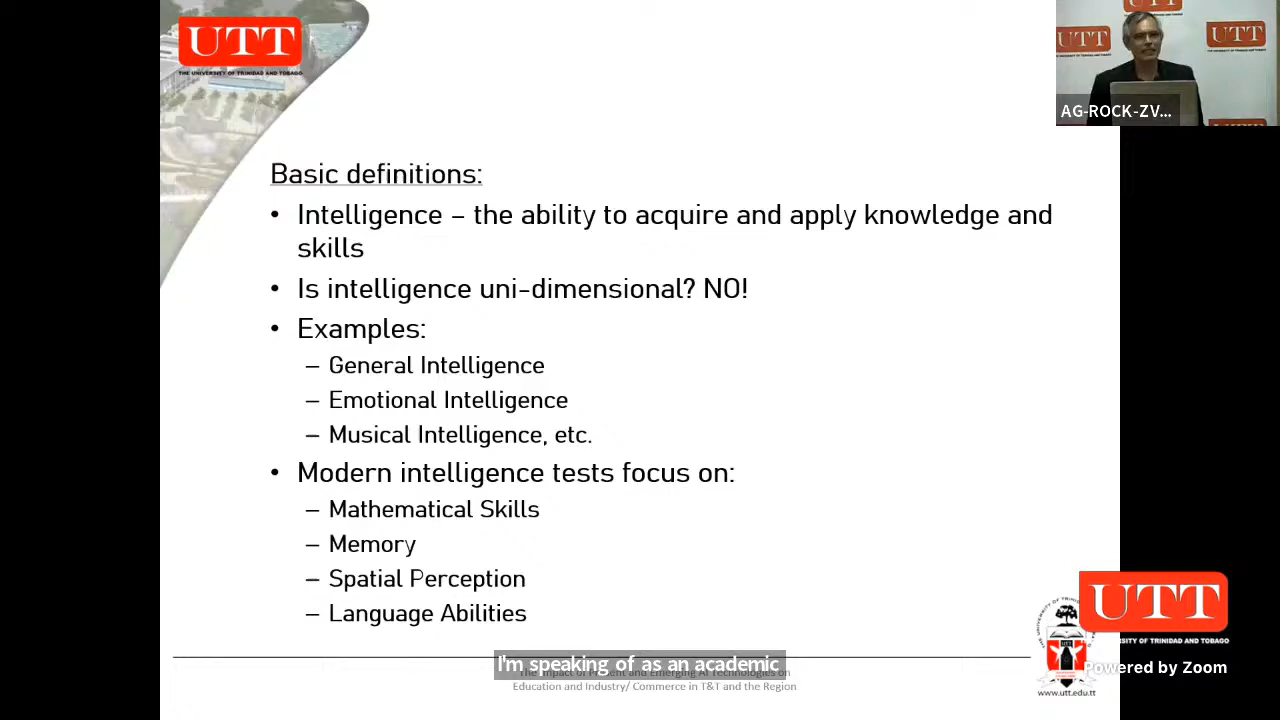 UTT
THE UNIVERSITY OF TRINIDAD AND TOBAGO
UTT
UTT
AG-ROCK-ZV...
Basic definitions:
• Intelligence – the ability to acquire and apply knowledge and
skills
• Is intelligence uni-dimensional? NO!
• Examples:
– General Intelligence
– Emotional Intelligence
– Musical Intelligence, etc.
• Modern intelligence tests focus on:
– Mathematical Skills
– Memory
– Spatial Perception
– Language Abilities
I'm speaking of as an academic
The Impact of Present and Emerging AI Technologies on
Education and Industry/ Commerce in T&T and the Region
UTT
UNIVERSITY OF TRINIDAD AND TOBAGO
Powered by Zoom
www.utt.edu.tt